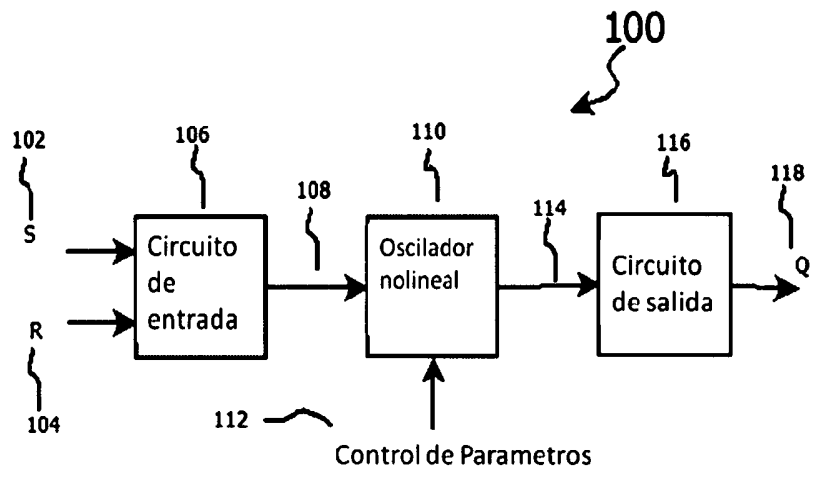 100
102
106
110
116
118
S
108
114
Circuito
de
entrada
Oscilador
nolineal
Circuito
de salida
Q
R
104
112
Control de Parametros